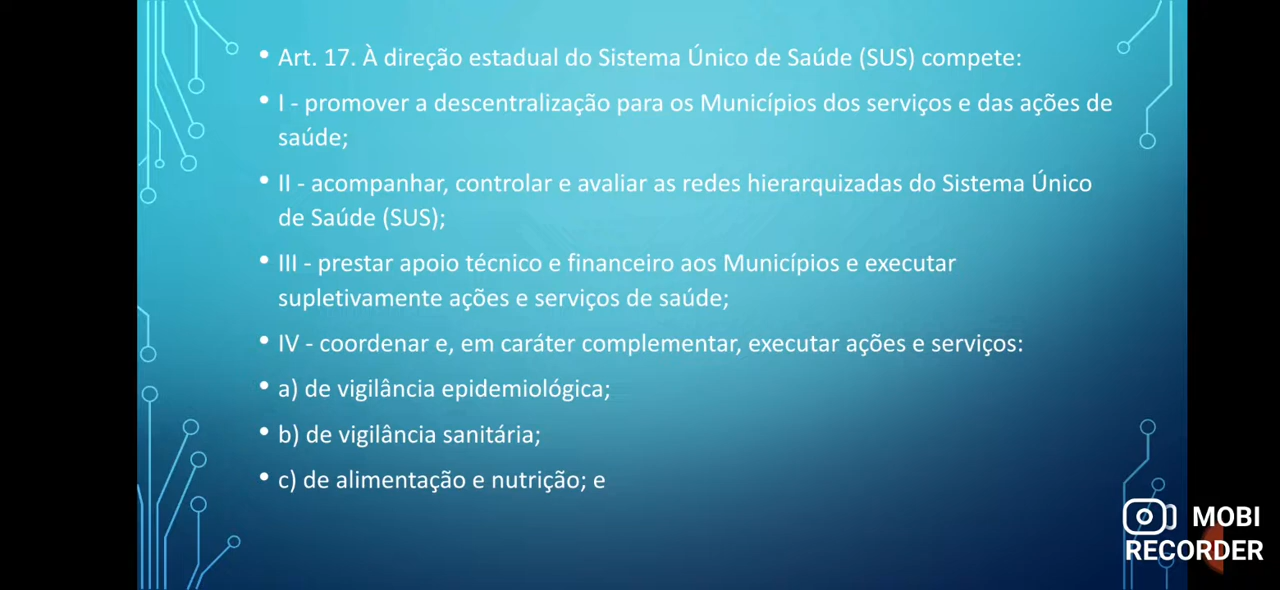 • Art. 17. À direção estadual do Sistema Único de Saúde (SUS) compete:
• I - promover a descentralização para os Municípios dos serviços e das ações de
saúde;
• II - acompanhar, controlar e avaliar as redes hierarquizadas do Sistema Único
de Saúde (SUS);
• III - prestar apoio técnico e financeiro aos Municípios e executar
supletivamente ações e serviços de saúde;
• IV - coordenar e, em caráter complementar, executar ações e serviços:
• a) de vigilância epidemiológica;
• b) de vigilância sanitária;
• c) de alimentação e nutrição; e
MOBI
RECORDER